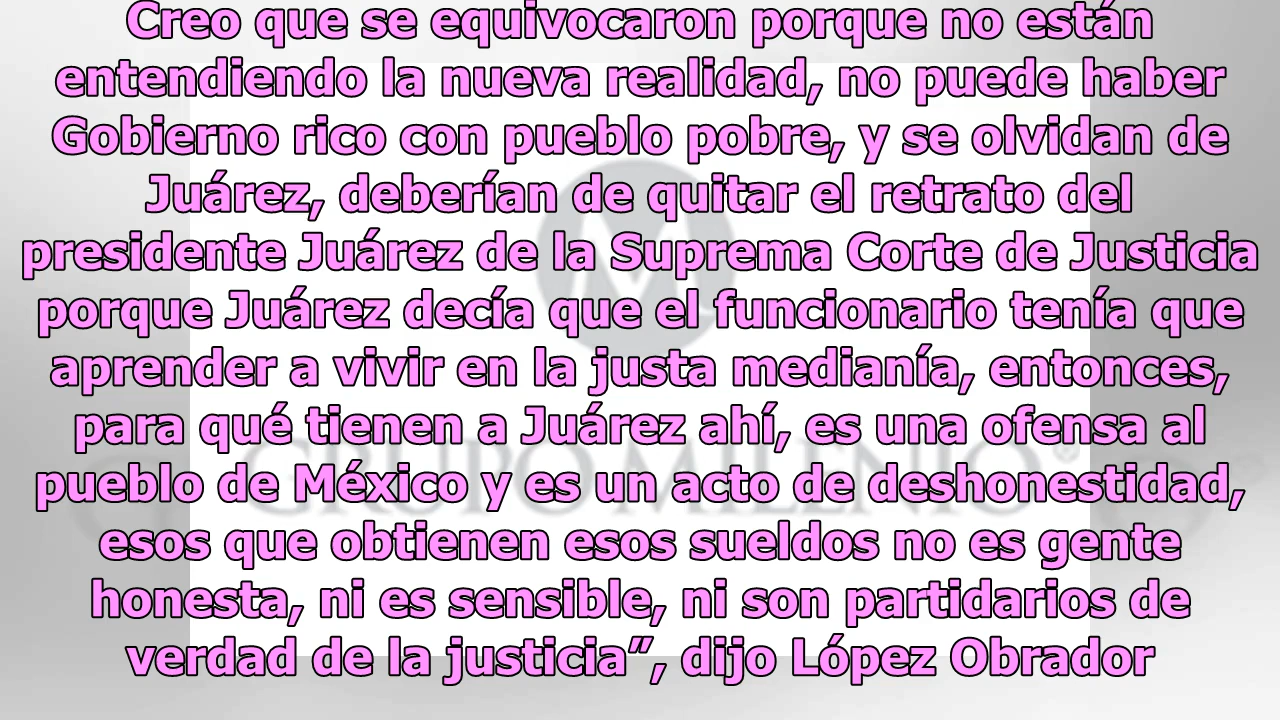 Creo que se equivocaron porque no están
entendiendo la nueva realidad, no puede haber
Gobierno rico con pueblo pobre, y se olvidan de
Juárez, deberían de quitar el retrato del
presidente Juárez de la Suprema Corte de Justicia
porque Juárez decía que el funcionario tenía que
aprender a vivir en la justa medianía, entonces,
para qué tienen a Juárez ahí, es una ofensa al
pueblo de México y es un acto de deshonestidad,
esos que obtienen esos sueldos no es gente
honesta, ni es sensible, ni son partidarios de
verdad de la justicia”, dijo López Obrador
M
GRUPO MILENIO®